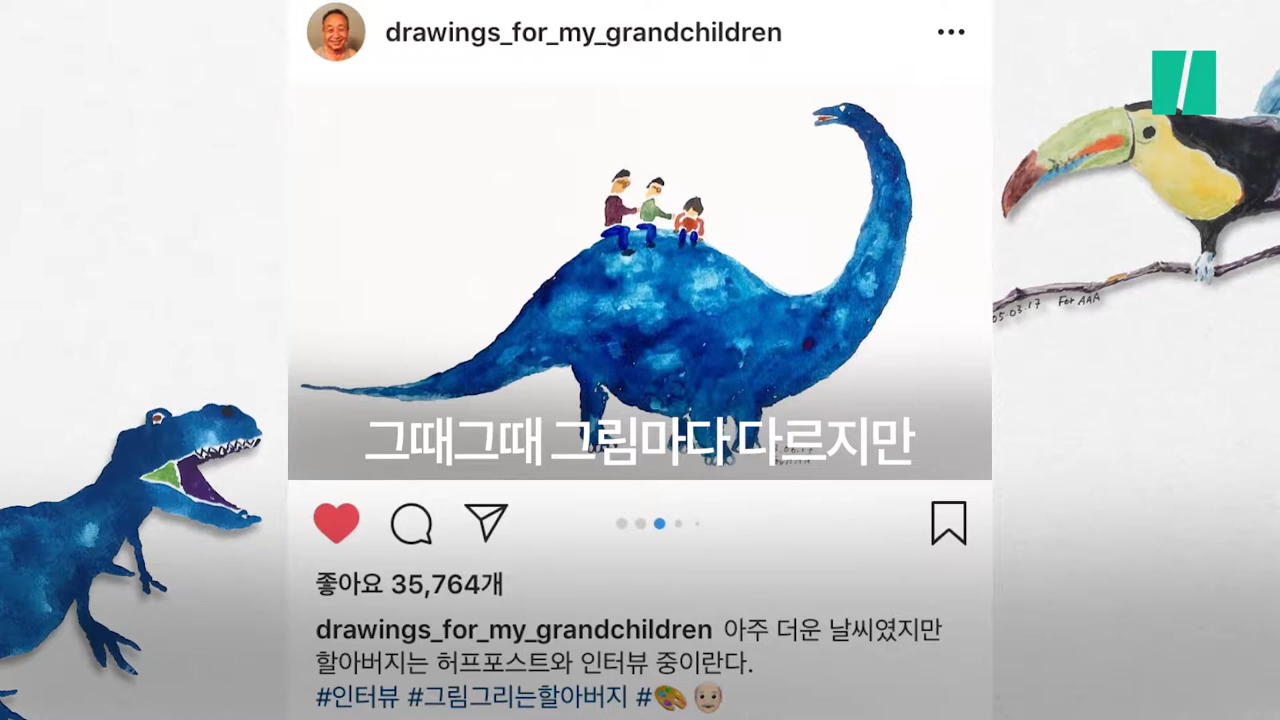 drawings_for_my_grandchildren
05.03.17 For AAA
그때그때 그림마다 다르지만
좋아요 35,764개
drawings_for_my_grandchildren 아주 더운 날씨였지만
할아버지는 허프포스트와 인터뷰 중이란다.
#인터뷰 #그림그리는할아버지 #🎨👴